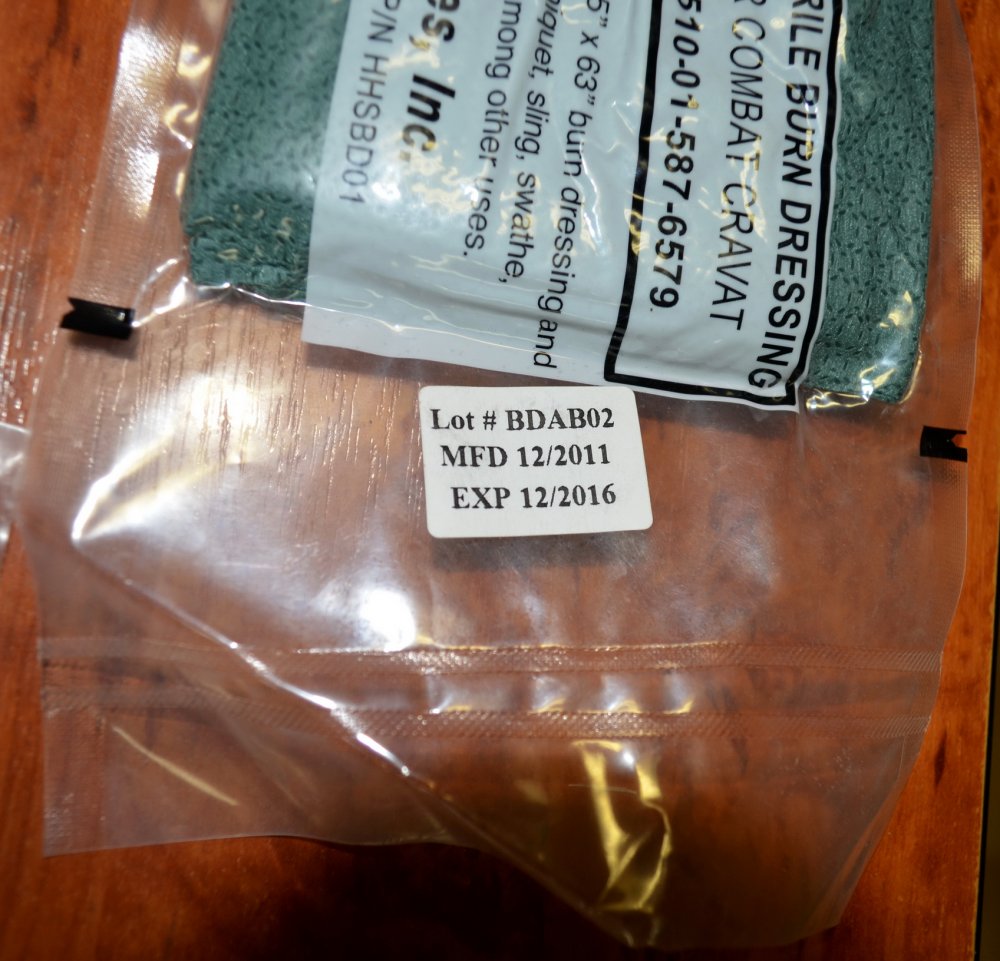 RILE BURN DRESSING
R COMBAT CRAVAT
510-01-587-6579
5" x 63" burn dressing and
niquet, sling, swathe,
among other uses.
es, Inc.
P/N HHSBD01
Lot # BDAB02
MFD 12/2011
EXP 12/2016